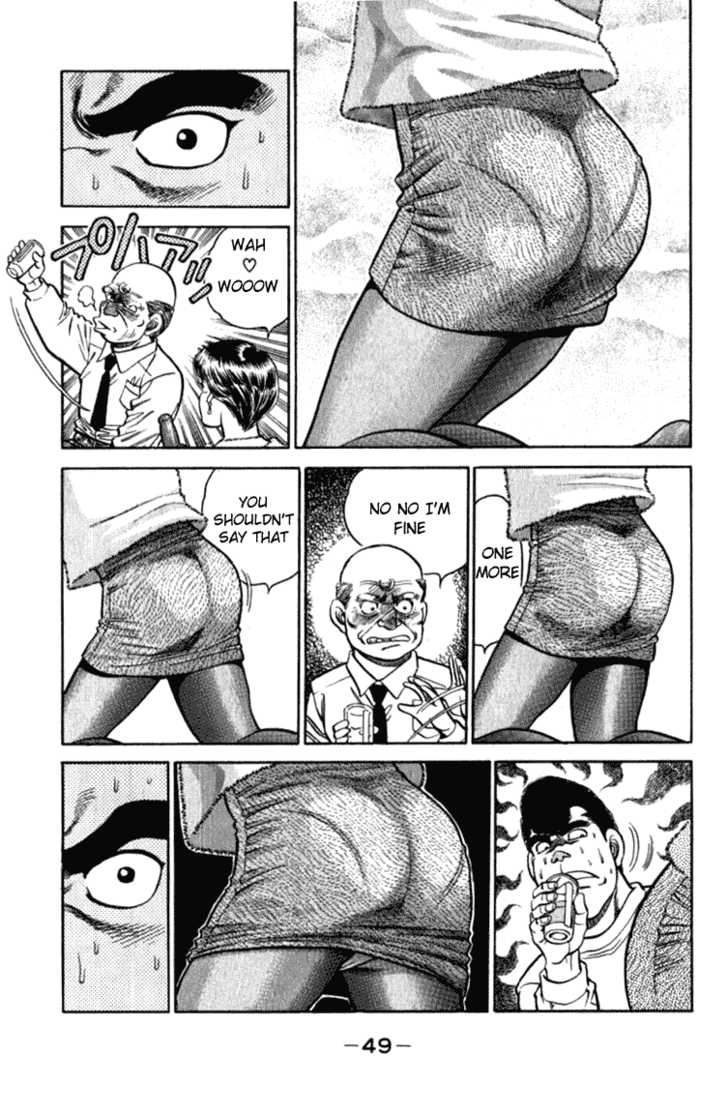 WAH
♡
WOOOW
ONE
MORE
NO NO I'M
FINE
YOU
SHOULDN'T
SAY THAT
—49—